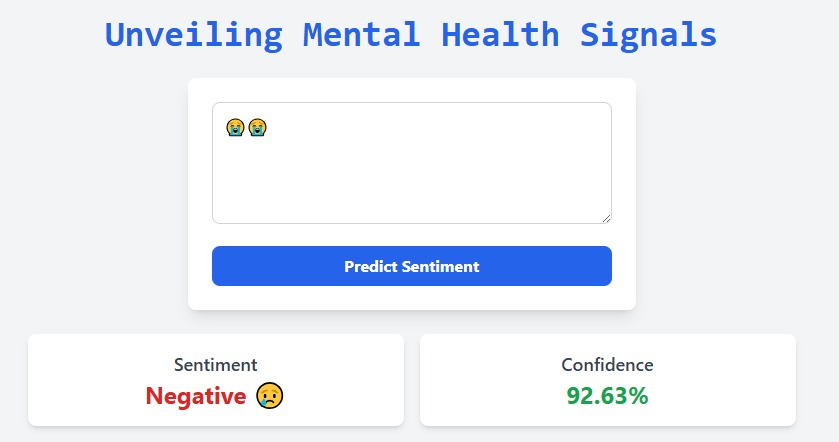 Unveiling Mental Health Signals
😭😭
Predict Sentiment
Sentiment
Negative 😢
Confidence
92.63%